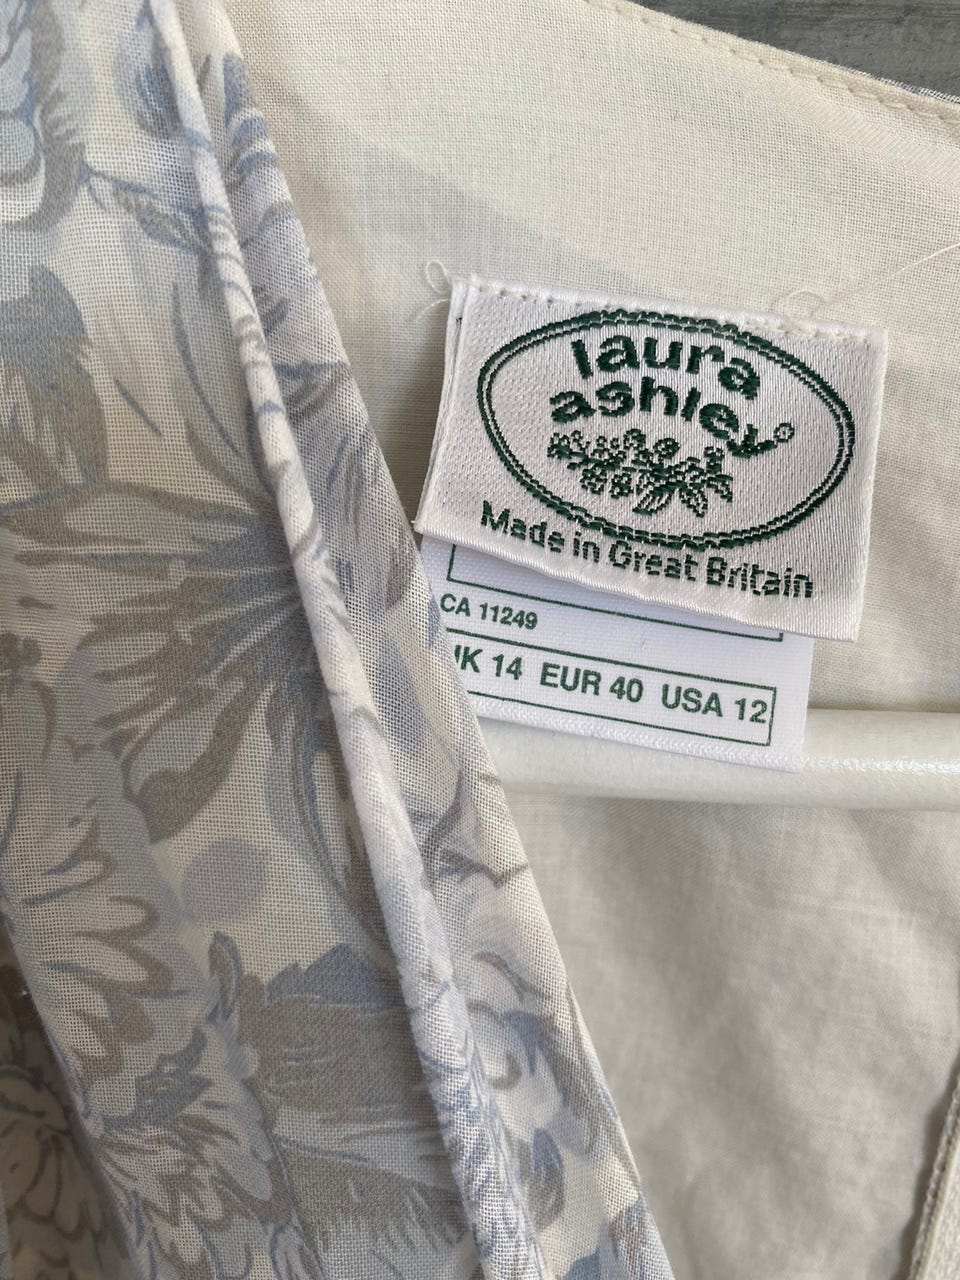 laura
ashley®
Made in Great Britain
CA 11249
UK 14 EUR 40 USA 12